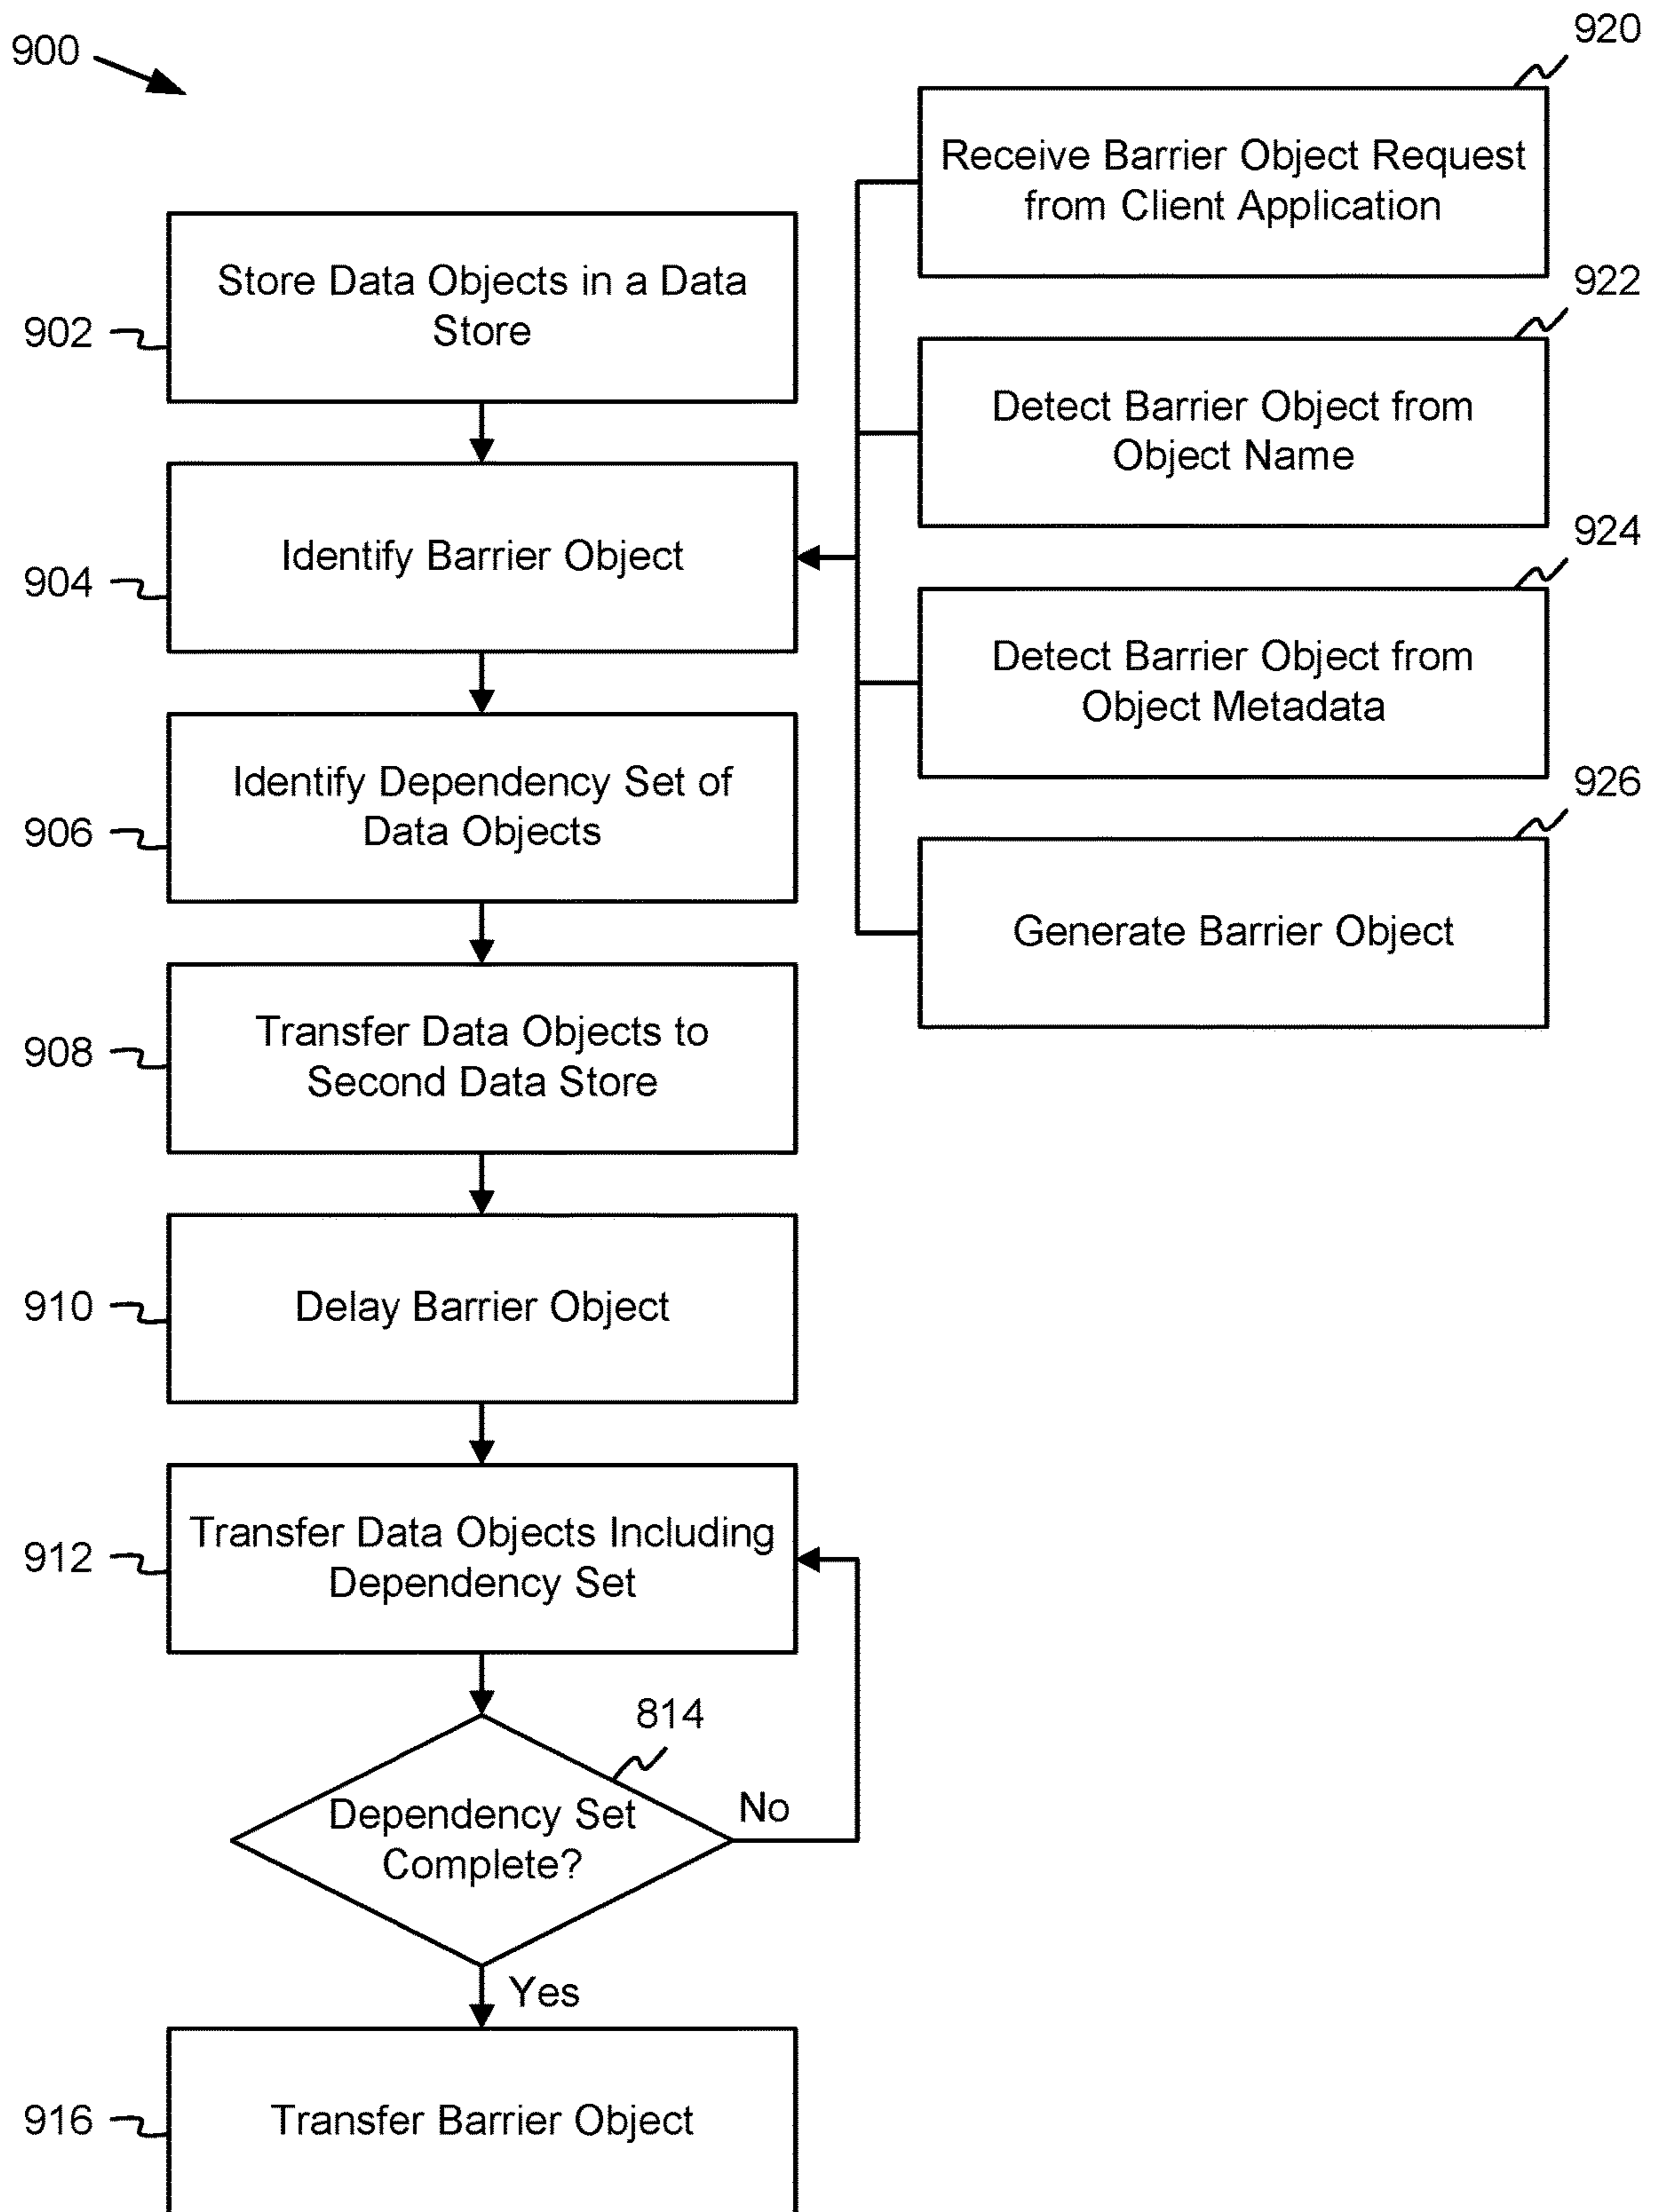 900
920
Receive Barrier Object Request
from Client Application
Store Data Objects in a Data
Store
902
922
Detect Barrier Object from
Object Name
Identify Barrier Object
904
924
Detect Barrier Object from
Object Metadata
Identify Dependency Set of
Data Objects
906
926
Generate Barrier Object
Transfer Data Objects to
Second Data Store
908
Delay Barrier Object
910
Transfer Data Objects Including
Dependency Set
912
814
Dependency Set
Complete?
No
Yes
Transfer Barrier Object
916